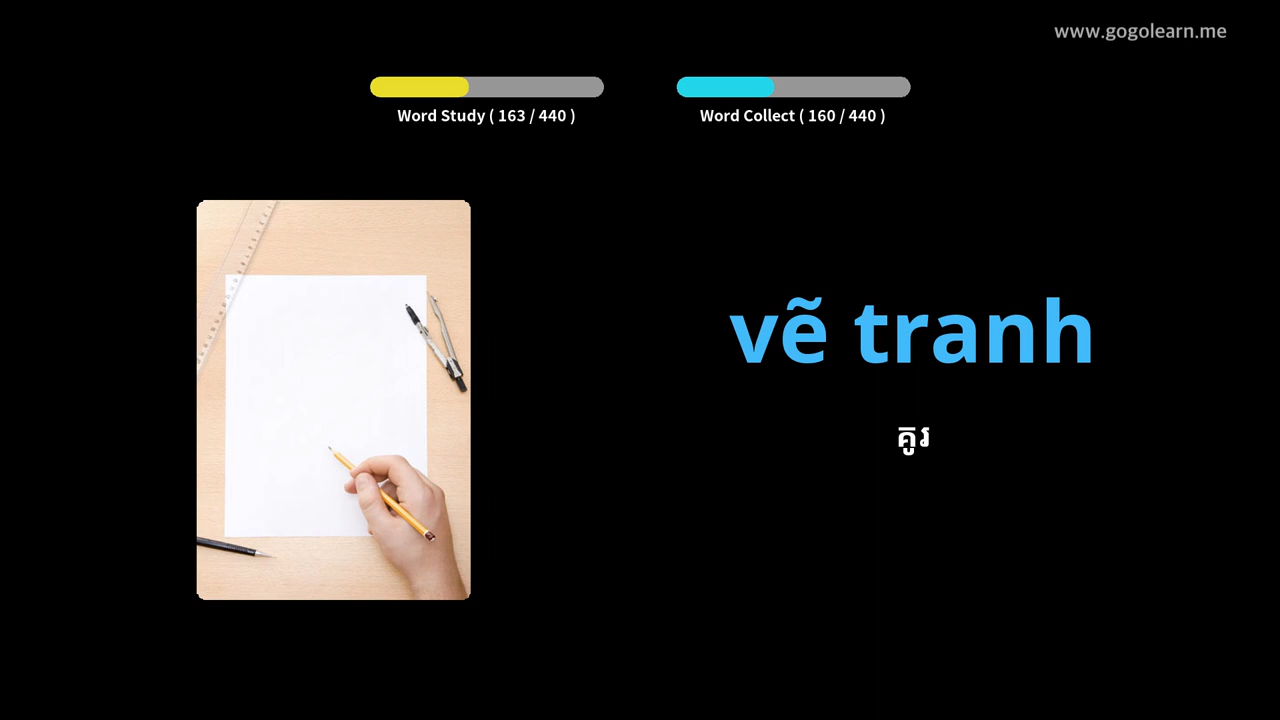 www.gogolearn.me
Word Study ( 163 / 440 )
Word Collect ( 160 / 440 )
vẽ tranh
គូរ